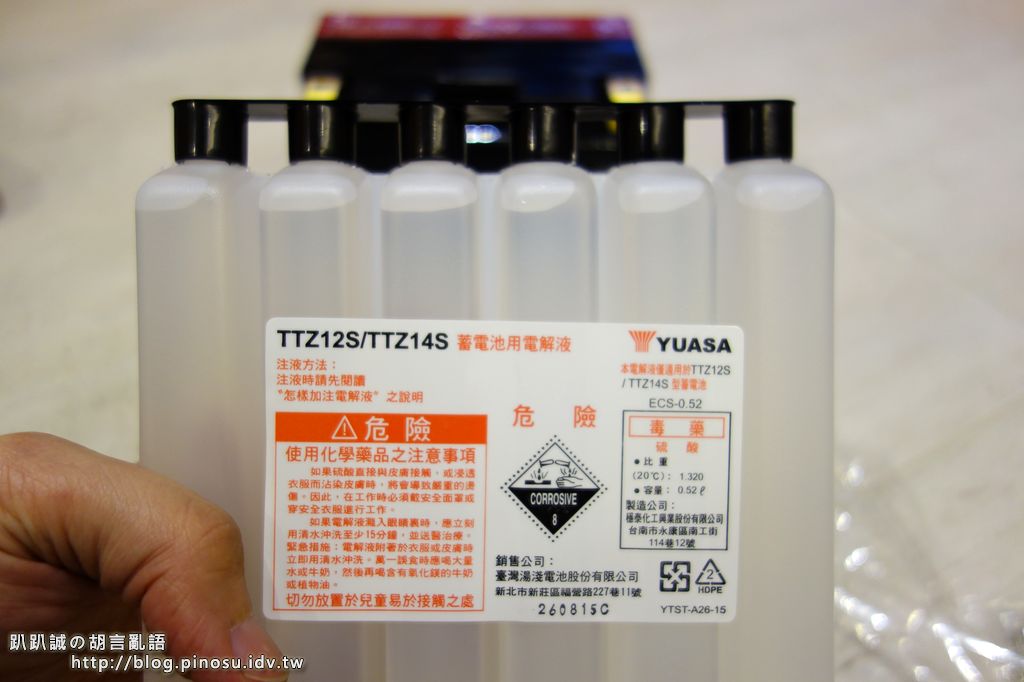 TTZ12S/TTZ14S 蓄電池用電解液
注液方法：
注液時請先閱讀
"怎樣加注電解液"之說明
⚠危險
使用化學藥品之注意事項
如果硫酸直接與皮膚接觸，或浸透
衣服而沾染皮膚時，將會導致嚴重的燙
傷。因此，在工作時必須戴安全面罩或
穿安全衣服進行工作。
如果電解液濺入眼睛裏時，應立刻
用清水沖洗至少15分鐘，並送醫治療。
緊急措施：電解液附著於衣服或皮膚時
立即用清水沖洗。萬一誤食時應喝大量
水或牛奶，然後再喝含有氧化鎂的牛奶
或植物油。
切勿放置於兒童易於接觸之處
危 險
CORROSIVE
8
銷售公司：
臺灣湯淺電池股份有限公司
新北市新莊區福營路227巷11號
260815C
YUASA
本電解液僅適用於TTZ12S
/TTZ14S 型蓄電池
ECS-0.52
毒 藥
硫 酸
●比 重
(20℃)：1.320
●容量：0.52ℓ
製造公司：
極泰化工興業股份有限公司
台南市永康區南工街
114巷12號
2
HDPE
YTST-A26-15
趴趴誠の胡言亂語
http://blog.pinosu.idv.tw